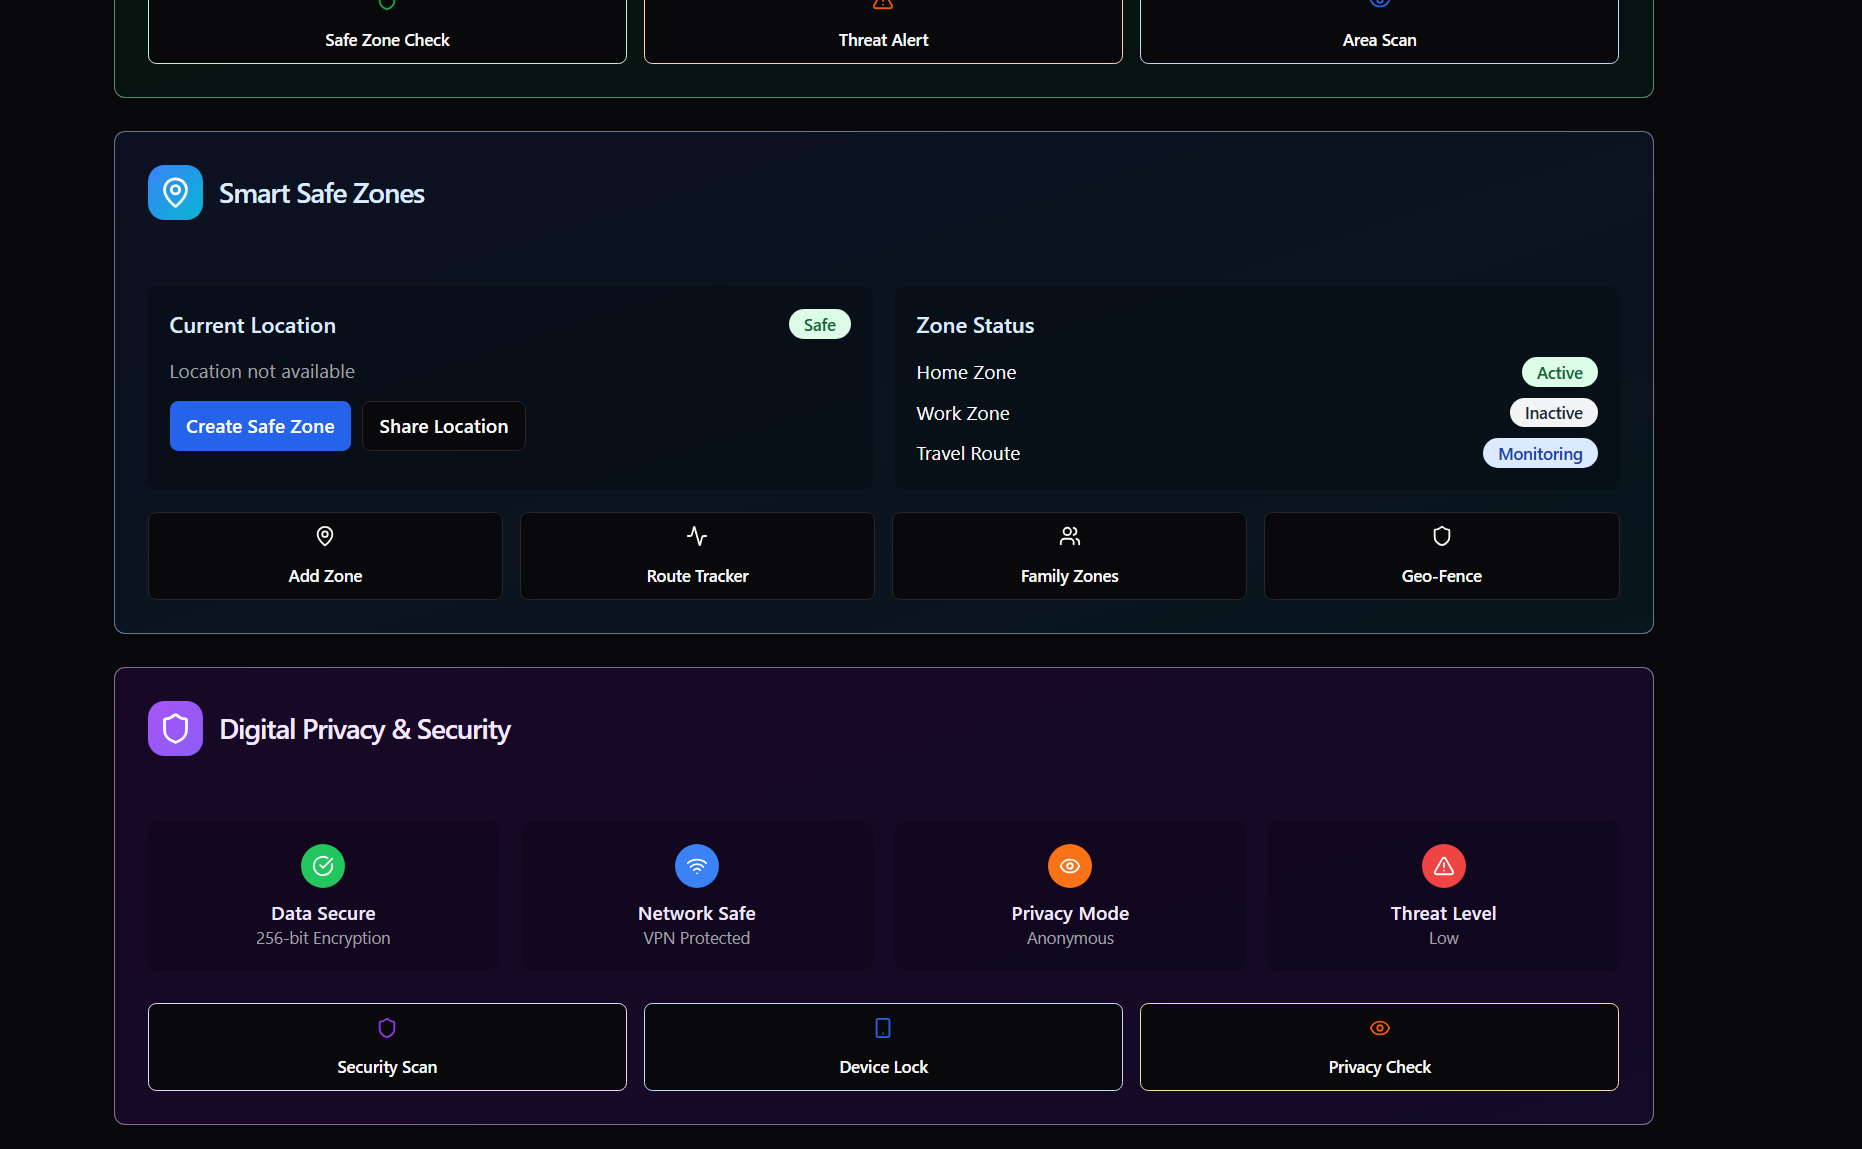 Safe Zone Check
Threat Alert
Area Scan
Smart Safe Zones
Current Location
Safe
Location not available
Create Safe Zone
Share Location
Zone Status
Home Zone
Active
Work Zone
Inactive
Travel Route
Monitoring
Add Zone
Route Tracker
Family Zones
Geo-Fence
Digital Privacy & Security
Data Secure
256-bit Encryption
Network Safe
VPN Protected
Privacy Mode
Anonymous
Threat Level
Low
Security Scan
Device Lock
Privacy Check